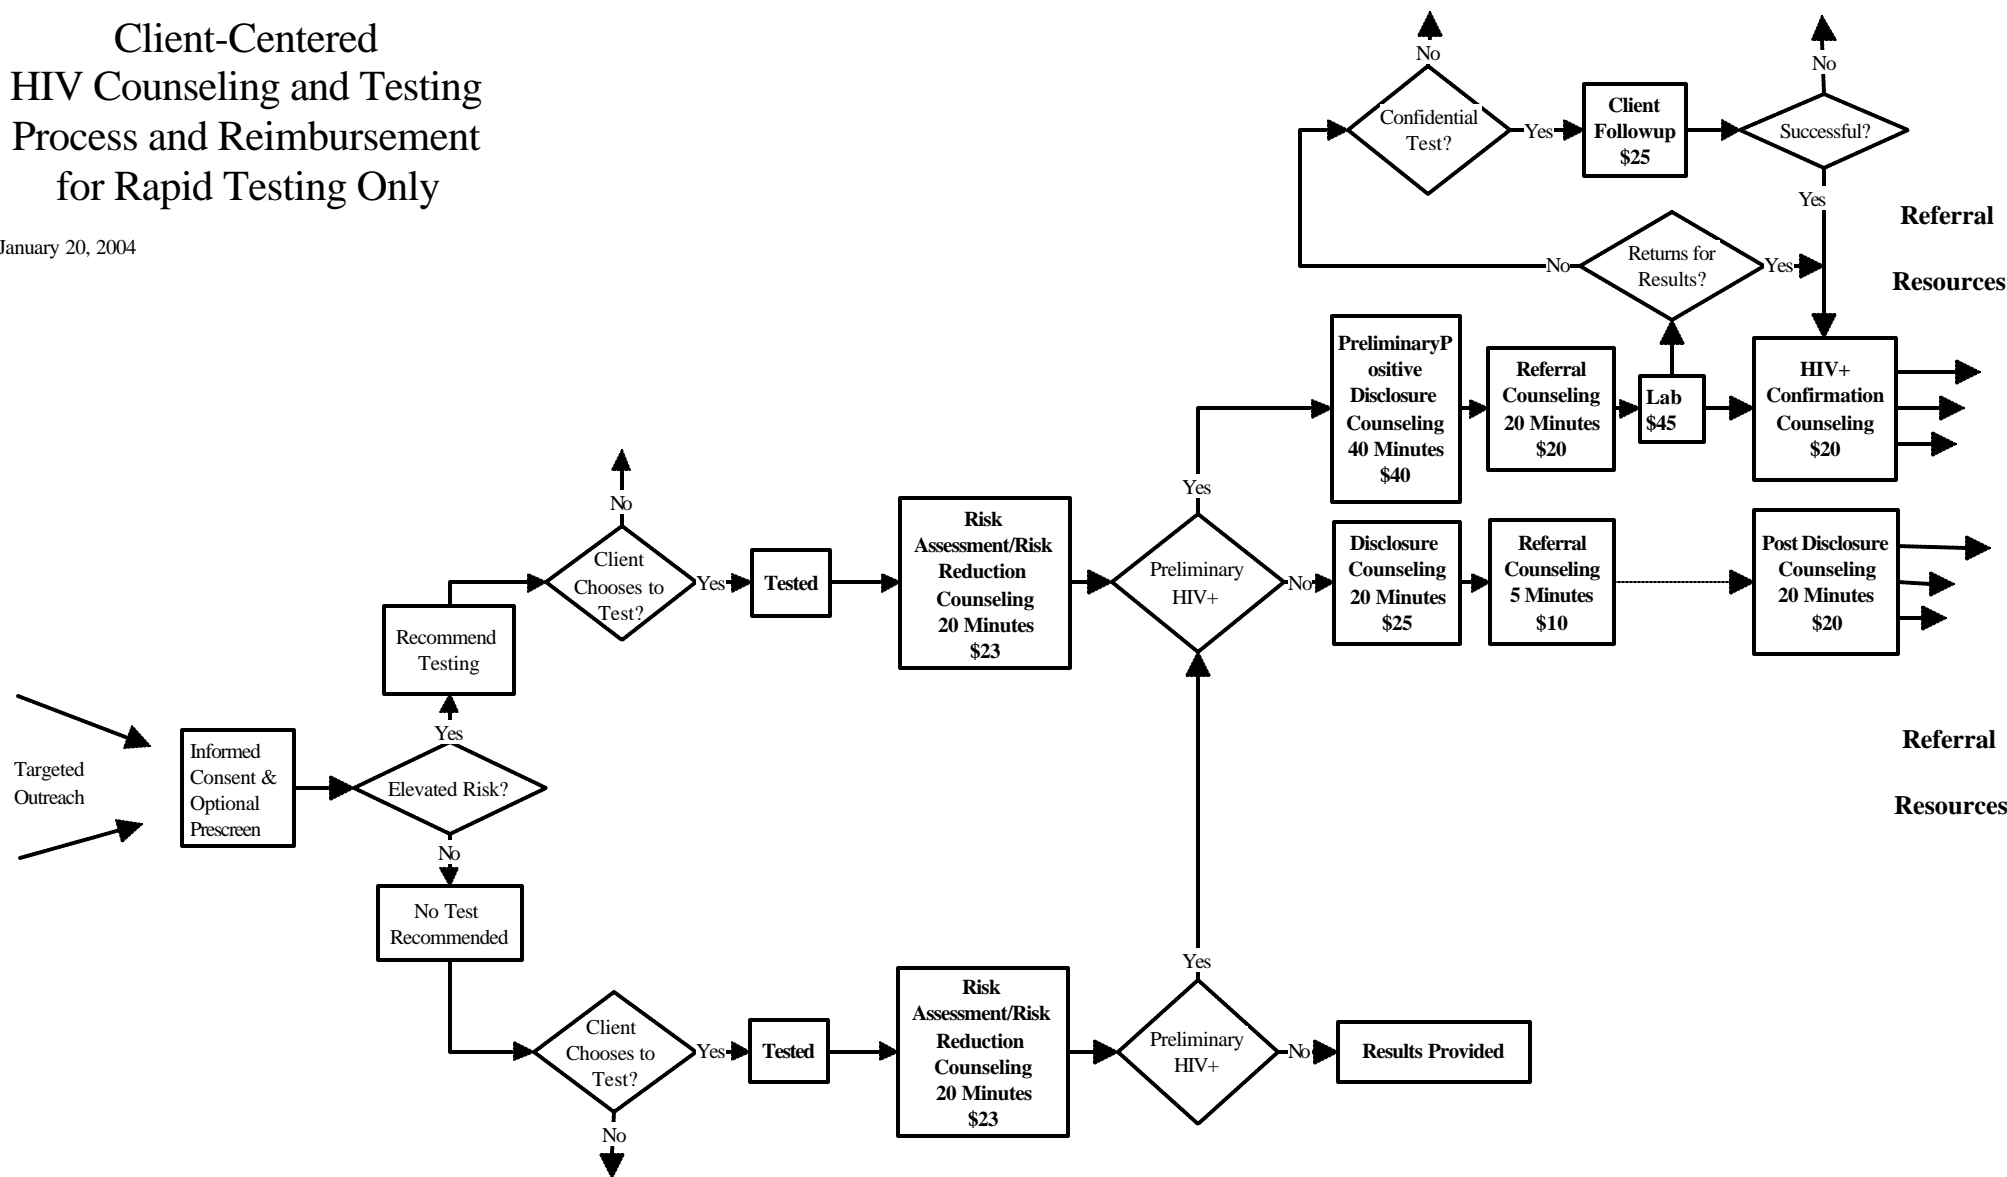 Client-Centered
HIV Counseling and Testing
Process and Reimbursement
for Rapid Testing Only
January 20, 2004
No
Confidential
Test?
Yes
Client
Followup
$25
Successful?
No
Yes
Referral
Resources
Returns for
Results?
No
Yes
PreliminaryP
ositive
Disclosure
Counseling
40 Minutes
$40
Referral
Counseling
20 Minutes
$20
Lab
$45
HIV+
Confirmation
Counseling
$20
No
Client
Chooses to
Test?
Yes
Tested
Risk
Assessment/Risk
Reduction
Counseling
20 Minutes
$23
Yes
Preliminary
HIV+
No
Disclosure
Counseling
20 Minutes
$25
Referral
Counseling
5 Minutes
$10
Post Disclosure
Counseling
20 Minutes
$20
Recommend
Testing
Yes
Targeted
Outreach
Informed
Consent &
Optional
Prescreen
Elevated Risk?
No
Referral
Resources
No Test
Recommended
Client
Chooses to
Test?
Yes
No
Tested
Risk
Assessment/Risk
Reduction
Counseling
20 Minutes
$23
Yes
Preliminary
HIV+
No
Results Provided